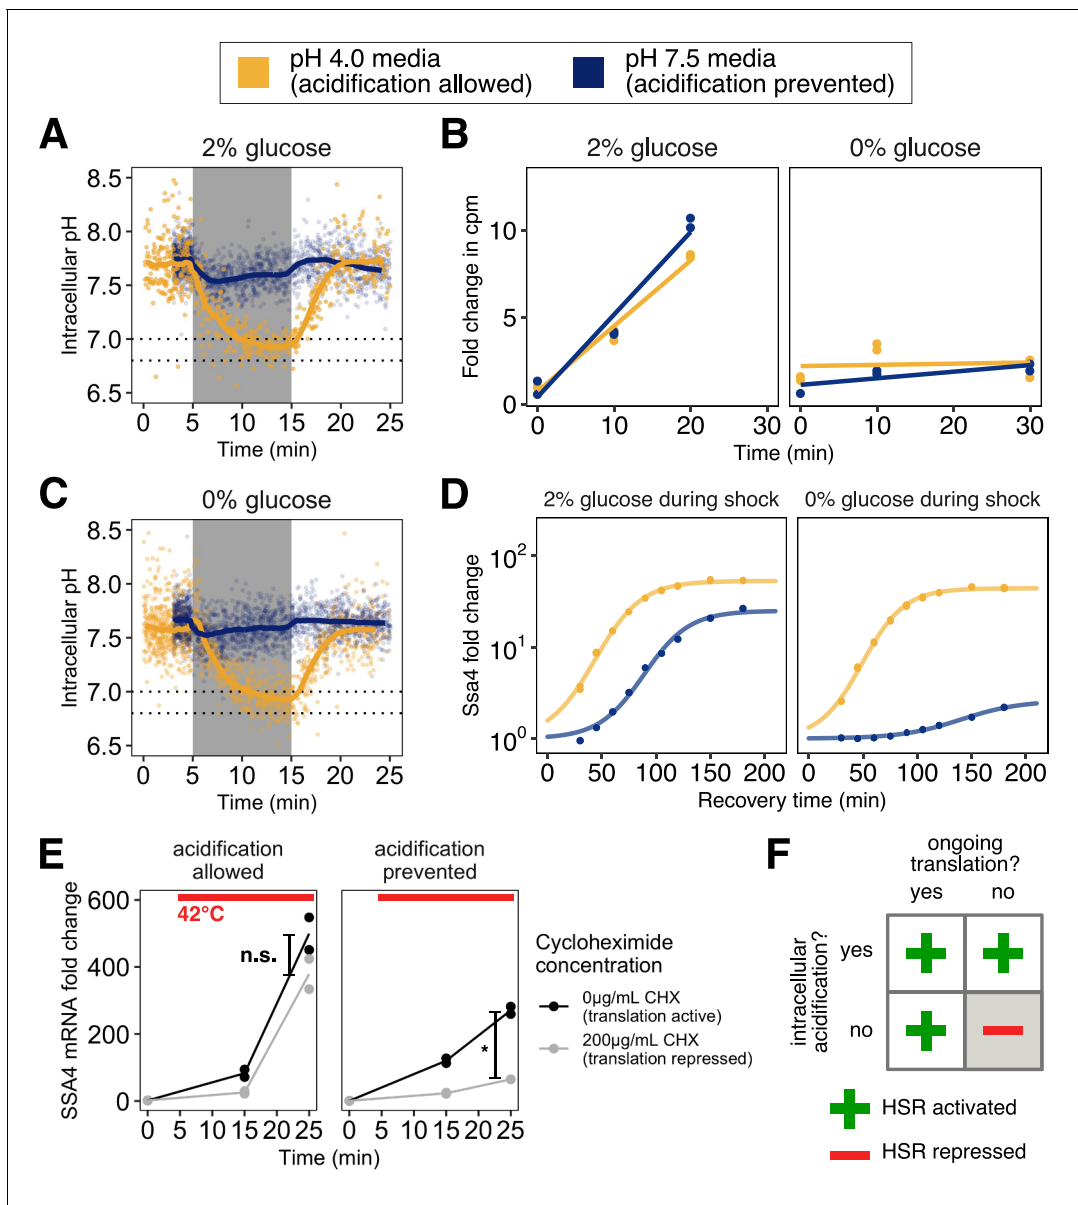 pH 4.0 media
(acidification allowed)
pH 7.5 media
(acidification prevented)
A
2% glucose
Intracellular pH
8.5
8.0
7.5
7.0
6.5
0 5 10 15 20 25
Time (min)
B
2% glucose
0% glucose
Fold change in cpm
10
5
0
0 10 20 30
0 10 20 30
Time (min)
C
0% glucose
Intracellular pH
8.5
8.0
7.5
7.0
6.5
0 5 10 15 20 25
Time (min)
D
2% glucose during shock
0% glucose during shock
Ssa4 fold change
10²
10¹
10⁰
0 50 100 150 200
0 50 100 150 200
Recovery time (min)
E
acidification
allowed
acidification
prevented
SSA4 mRNA fold change
600
400
200
0
42°C
n.s.
*
0 5 10 15 20 25
0 5 10 15 20 25
Time (min)
Cycloheximide
concentration
0µg/mL CHX
(translation active)
200µg/mL CHX
(translation repressed)
F
ongoing
translation?
yes no
intracellular
acidification?
yes
no
HSR activated
HSR repressed